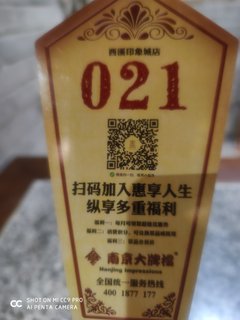 西溪印象城店
021
扫码加入惠享人生
纵享多重福利
南京大牌檔
Nanjing Impressions
全国统一服务热线
400 1877 177
SHOT ON MI CC9 PRO
AI PENTA CAMERA